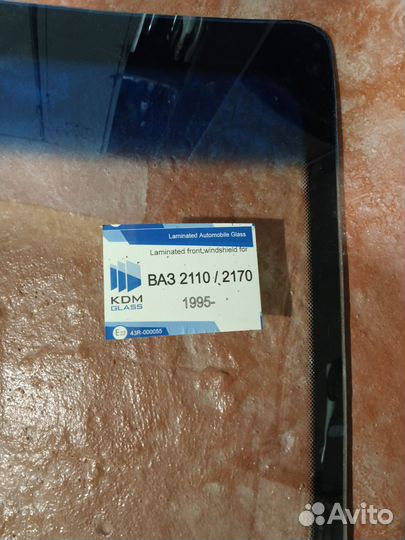 Laminated Automobile Glass
Laminated front windshield for
ВАЗ 2110 / 2170
1995-
KDM
GLASS
43R-000055
Avito